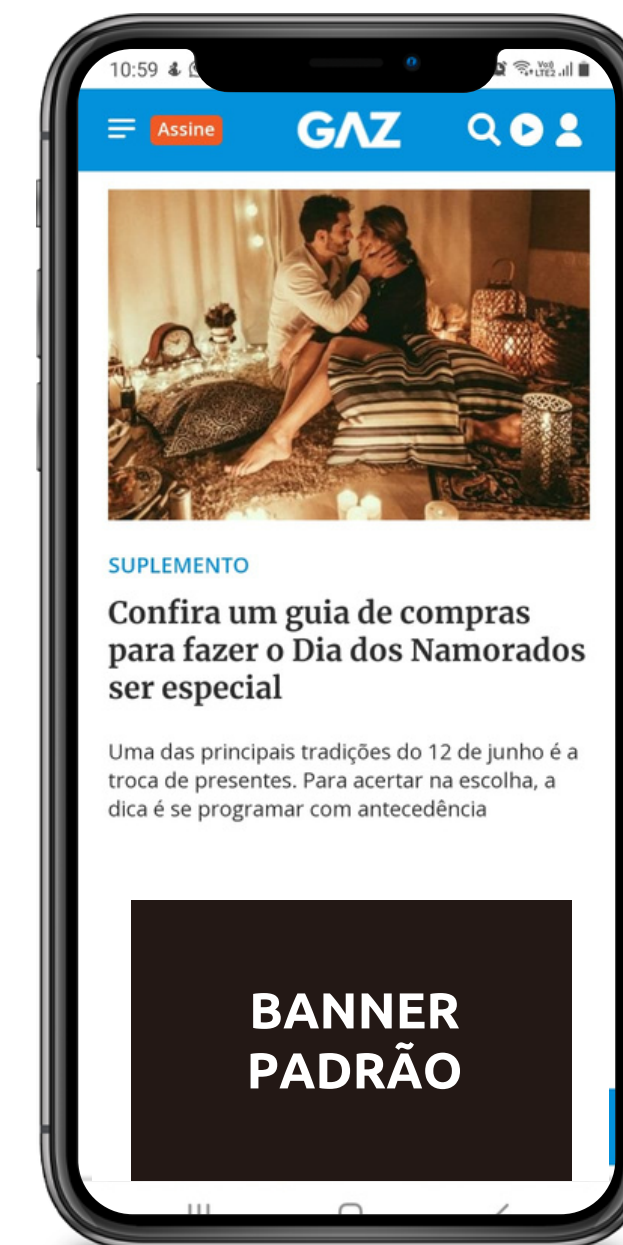 10:59
Assine
GAZ
SUPLEMENTO
Confira um guia de compras
para fazer o Dia dos Namorados
ser especial
Uma das principais tradições do 12 de junho é a
troca de presentes. Para acertar na escolha, a
dica é se programar com antecedência
BANNER
PADRÃO